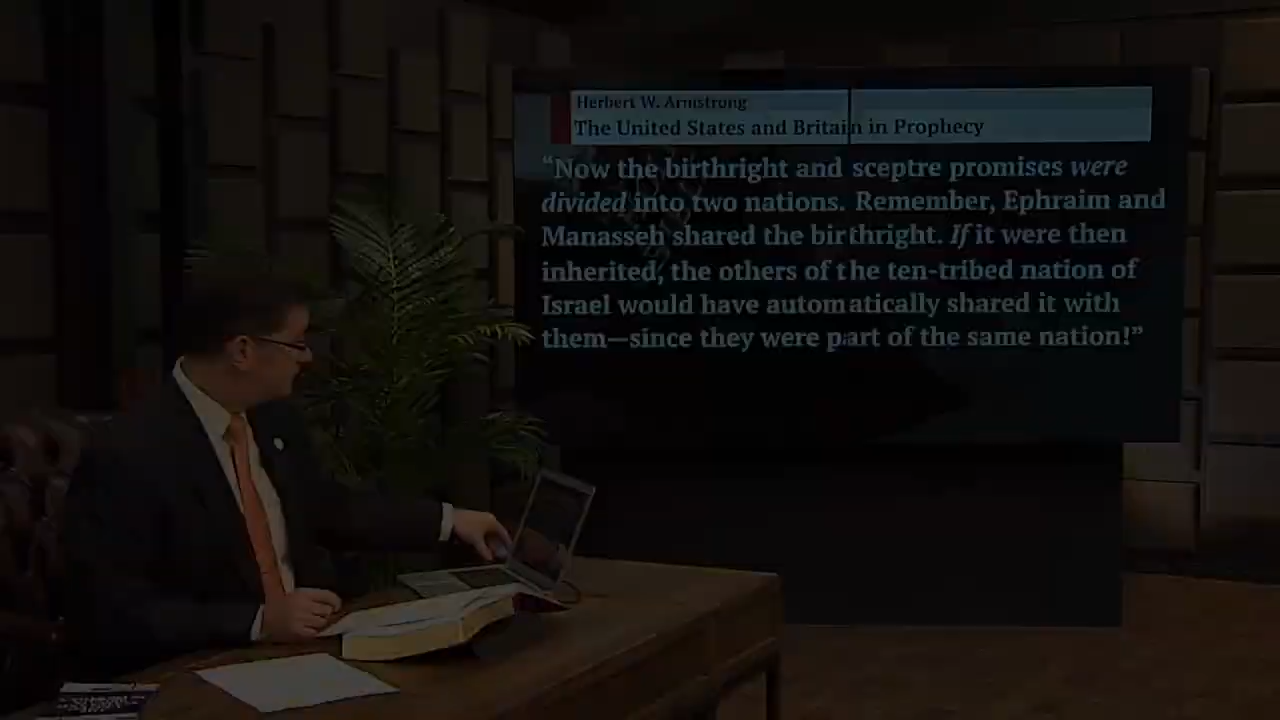 Herbert W. Armstrong
The United States and Britain in Prophecy
“Now the birthright and sceptre promises were
divided into two nations. Remember, Ephraim and
Manasseh shared the birthright. If it were then
inherited, the others of the ten-tribed nation of
Israel would have automatically shared it with
them—since they were part of the same nation!”